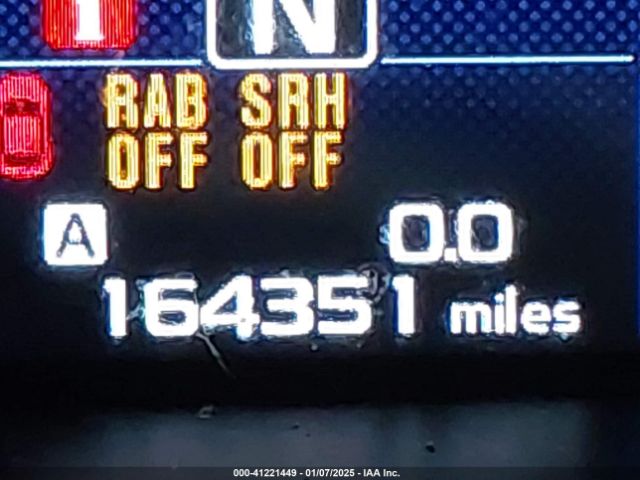 N
RAB SRH
OFF OFF
A 0.0
164351 miles
000-41221449 - 01/07/2025 - IAA Inc.